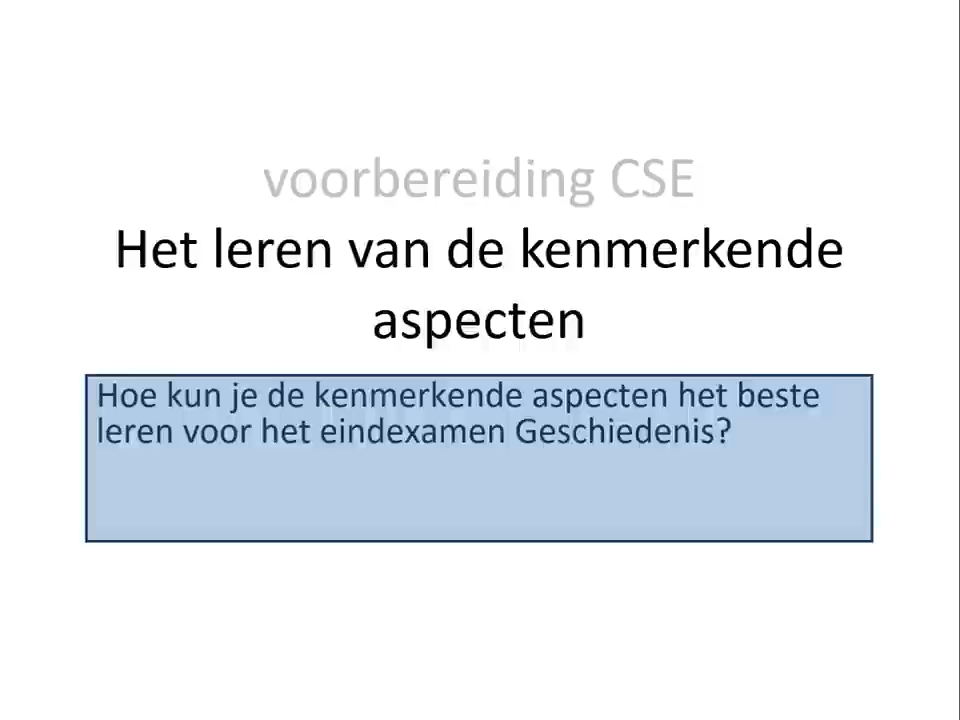 voorbereiding CSE
Het leren van de kenmerkende
aspecten
Hoe kun je de kenmerkende aspecten het beste
leren voor het eindexamen Geschiedenis?